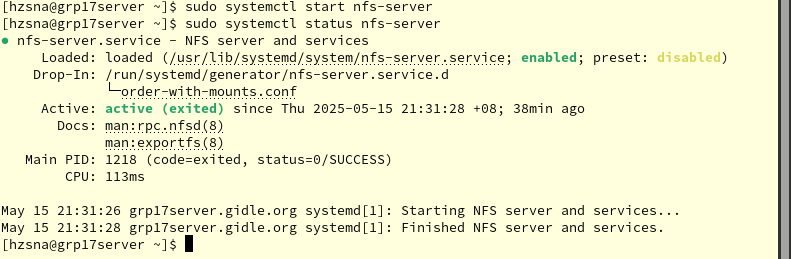 [hzsna@grp17server ~]$ sudo systemctl start nfs-server
[hzsna@grp17server ~]$ sudo systemctl status nfs-server
● nfs-server.service - NFS server and services
     Loaded: loaded (/usr/lib/systemd/system/nfs-server.service; enabled; preset: disabled)
    Drop-In: /run/systemd/generator/nfs-server.service.d
             └─order-with-mounts.conf
     Active: active (exited) since Thu 2025-05-15 21:31:28 +08; 38min ago
       Docs: man:rpc.nfsd(8)
             man:exportfs(8)
   Main PID: 1218 (code=exited, status=0/SUCCESS)
        CPU: 113ms

May 15 21:31:26 grp17server.gidle.org systemd[1]: Starting NFS server and services...
May 15 21:31:28 grp17server.gidle.org systemd[1]: Finished NFS server and services.
[hzsna@grp17server ~]$